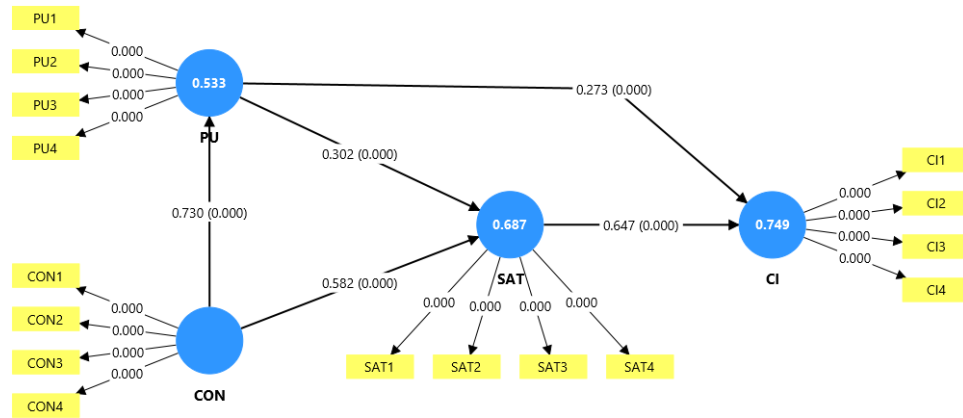 PU1
0.000
PU2
0.000
PU3
0.000
PU4
0.000
0.533
PU
0.273 (0.000)
0.302 (0.000)
0.730 (0.000)
0.582 (0.000)
0.687
SAT
0.647 (0.000)
0.749
CI
CI1
0.000
CI2
0.000
CI3
0.000
CI4
0.000
CON1
0.000
CON2
0.000
CON3
0.000
CON4
0.000
CON
0.000
0.000
0.000
0.000
SAT1
SAT2
SAT3
SAT4